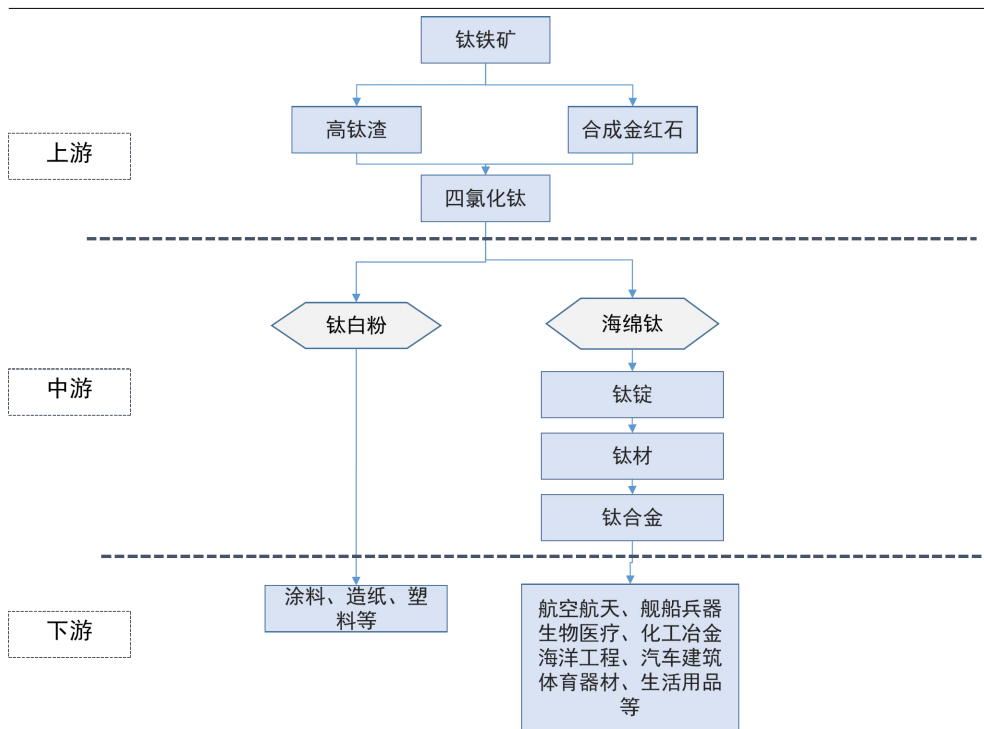 钛铁矿
高钛渣
合成金红石
上游
四氯化钛
钛白粉
海绵钛
中游
钛锭
钛材
钛合金
涂料、造纸、塑
料等
下游
航空航天、舰船兵器
生物医疗、化工冶金
海洋工程、汽车建筑
体育器材、生活用品
等